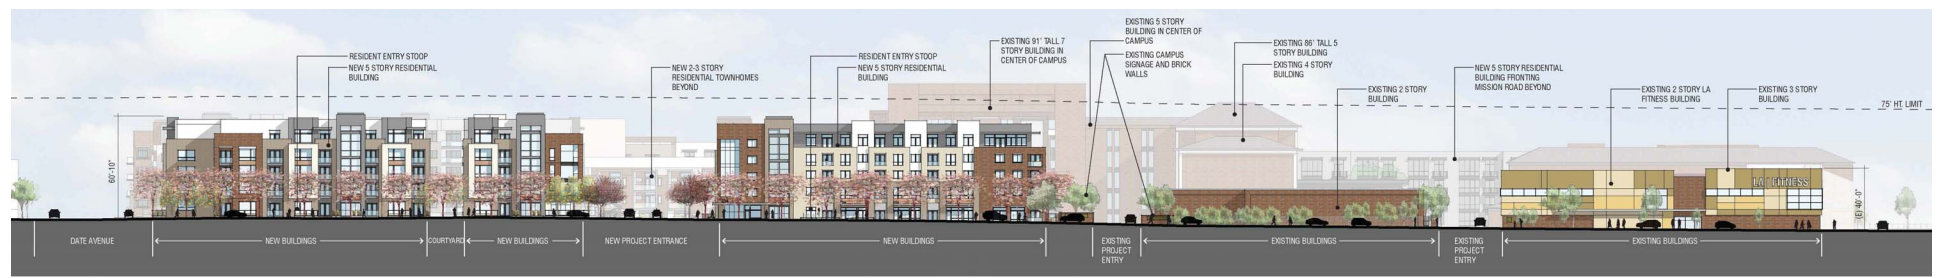 RESIDENT ENTRY STOOP
NEW 5 STORY RESIDENTIAL
BUILDING
NEW 2-3 STORY
RESIDENTIAL TOWNHOMES
BEYOND
RESIDENT ENTRY STOOP
NEW 5 STORY RESIDENTIAL
BUILDING
EXISTING 91' TALL 7
STORY BUILDING IN
CENTER OF CAMPUS
EXISTING 5 STORY
BUILDING IN CENTER OF
CAMPUS
EXISTING CAMPUS
SIGNAGE AND BRICK
WALLS
EXISTING 86' TALL 5
STORY BUILDING
EXISTING 4 STORY
BUILDING
EXISTING 2 STORY
BUILDING
NEW 5 STORY RESIDENTIAL
BUILDING FRONTING
MISSION ROAD BEYOND
EXISTING 2 STORY LA
FITNESS BUILDING
EXISTING 3 STORY
BUILDING
75' HT. LIMIT
60'-10"
LA FITNESS
(E) 40'-0"
DATE AVENUE
NEW BUILDINGS
COURTYARD
NEW BUILDINGS
NEW PROJECT ENTRANCE
NEW BUILDINGS
EXISTING
PROJECT
ENTRY
EXISTING BUILDINGS
EXISTING
PROJECT
ENTRY
EXISTING BUILDINGS